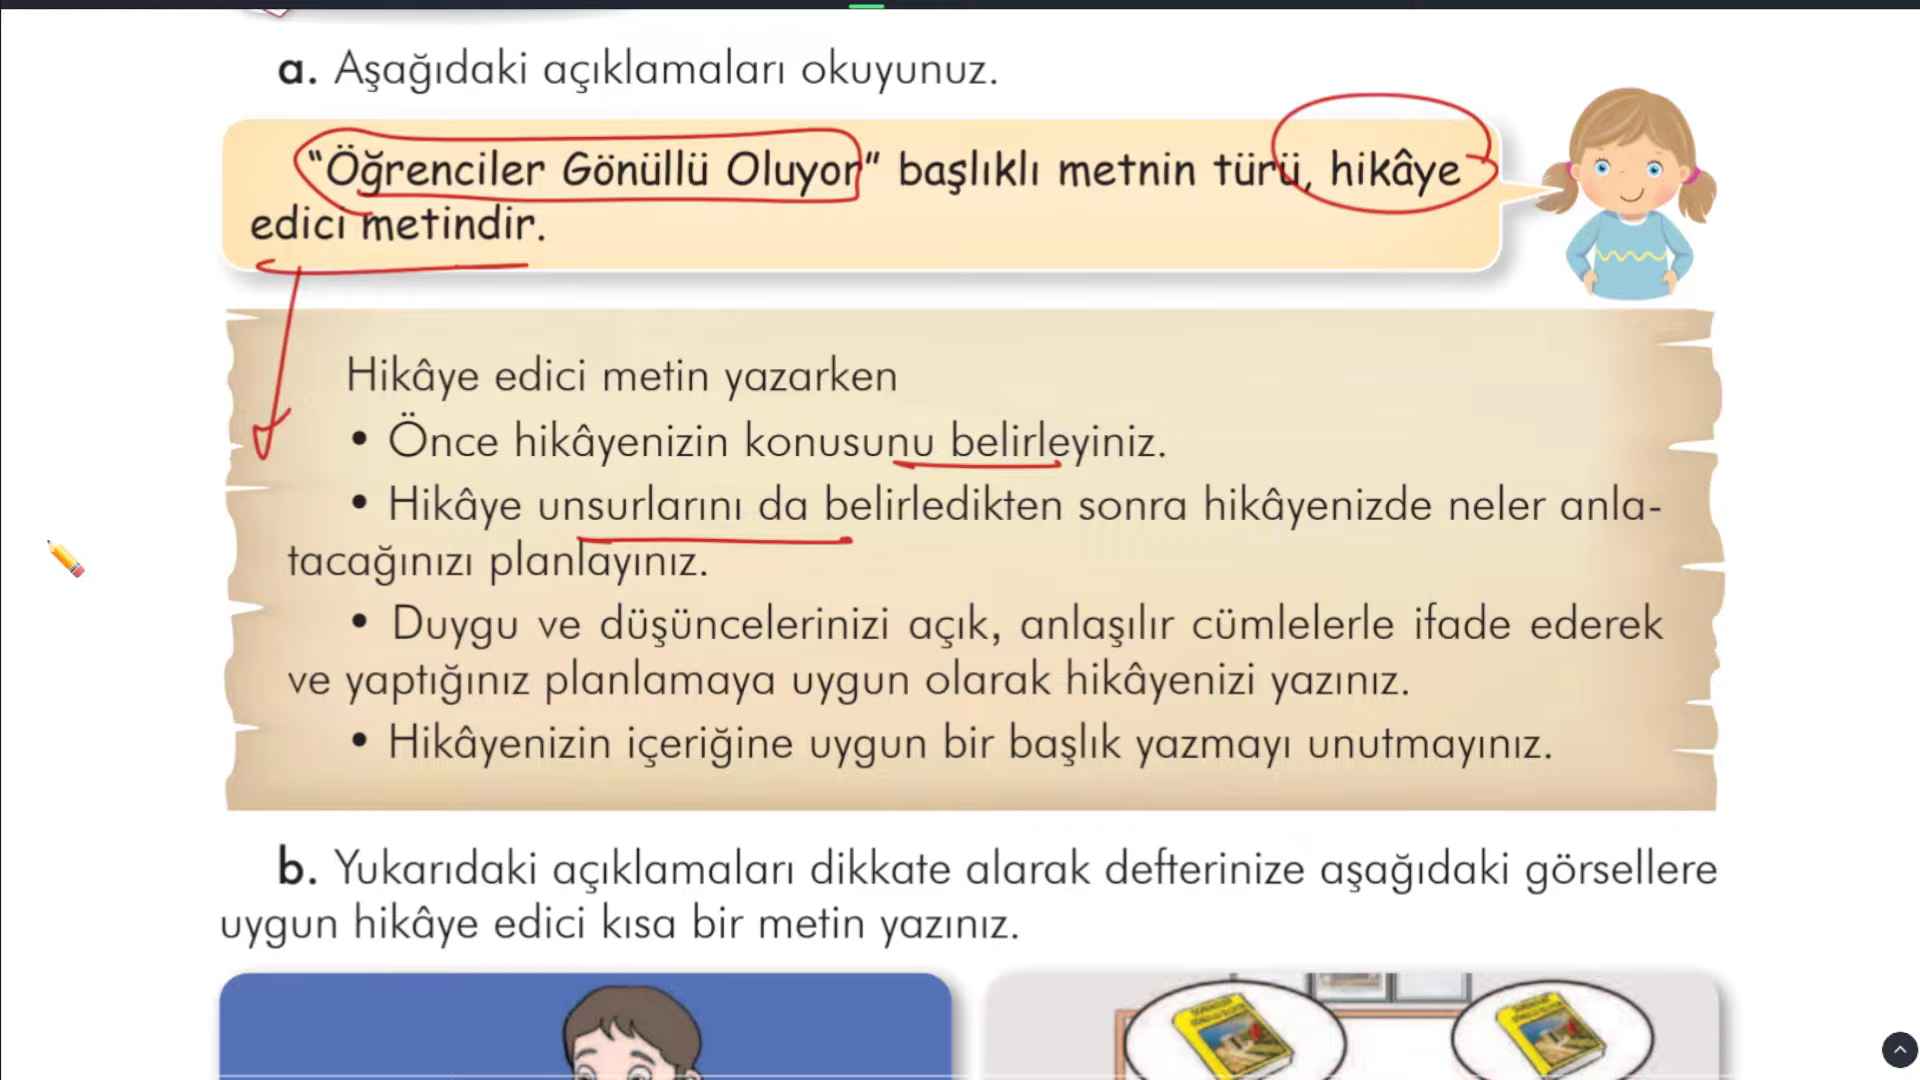 a. Aşağıdaki açıklamaları okuyunuz.
“Öğrenciler Gönüllü Oluyor” başlıklı metnin türü, hikâye
edici metindir.
Hikâye edici metin yazarken
• Önce hikâyenizin konusunu belirleyiniz.
• Hikâye unsurlarını da belirledikten sonra hikâyenizde neler anla-
tacağınızı planlayınız.
• Duygu ve düşüncelerinizi açık, anlaşılır cümlelerle ifade ederek
ve yaptığınız planlamaya uygun olarak hikâyenizi yazınız.
• Hikâyenizin içeriğine uygun bir başlık yazmayı unutmayınız.
b. Yukarıdaki açıklamaları dikkate alarak defterinize aşağıdaki görsellere
uygun hikâye edici kısa bir metin yazınız.